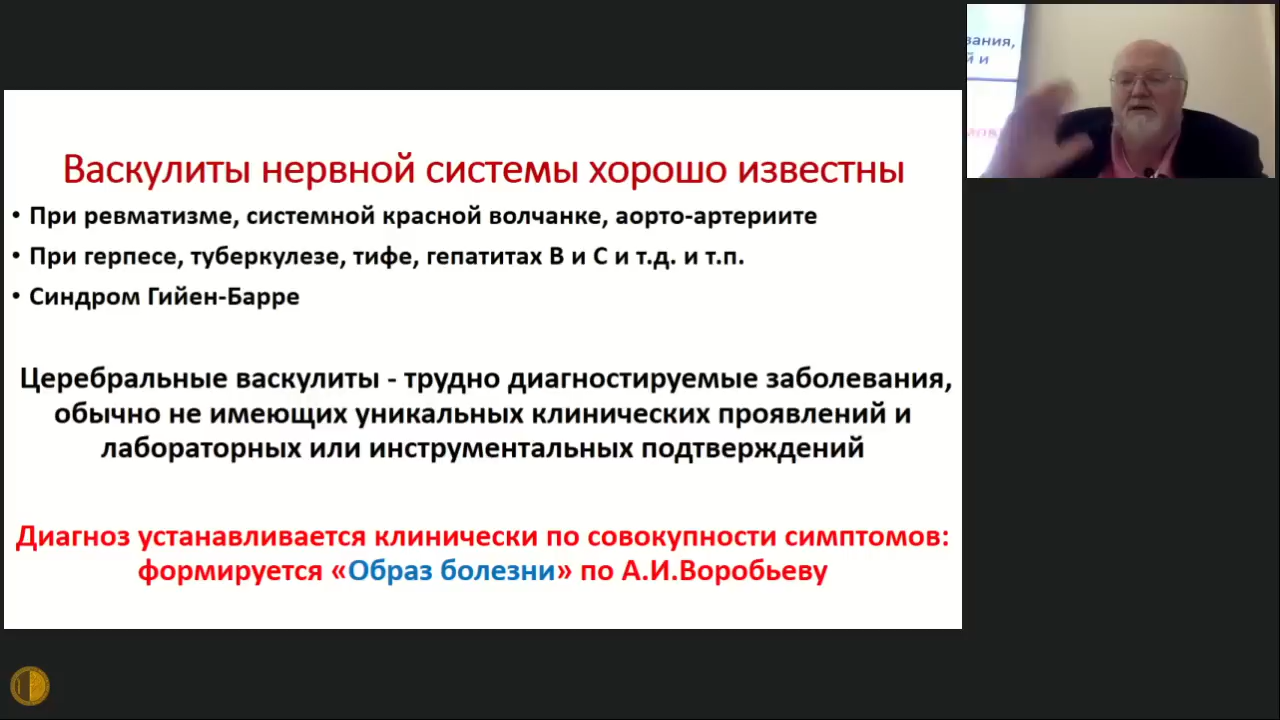 Васкулиты нервной системы хорошо известны
• При ревматизме, системной красной волчанке, аорто-артериите
• При герпесе, туберкулезе, тифе, гепатитах В и С и т.д. и т.п.
• Синдром Гийен-Барре
Церебральные васкулиты - трудно диагностируемые заболевания,
обычно не имеющих уникальных клинических проявлений и
лабораторных или инструментальных подтверждений
Диагноз устанавливается клинически по совокупности симптомов:
формируется «Образ болезни» по А.И.Воробьеву
вания,
й и